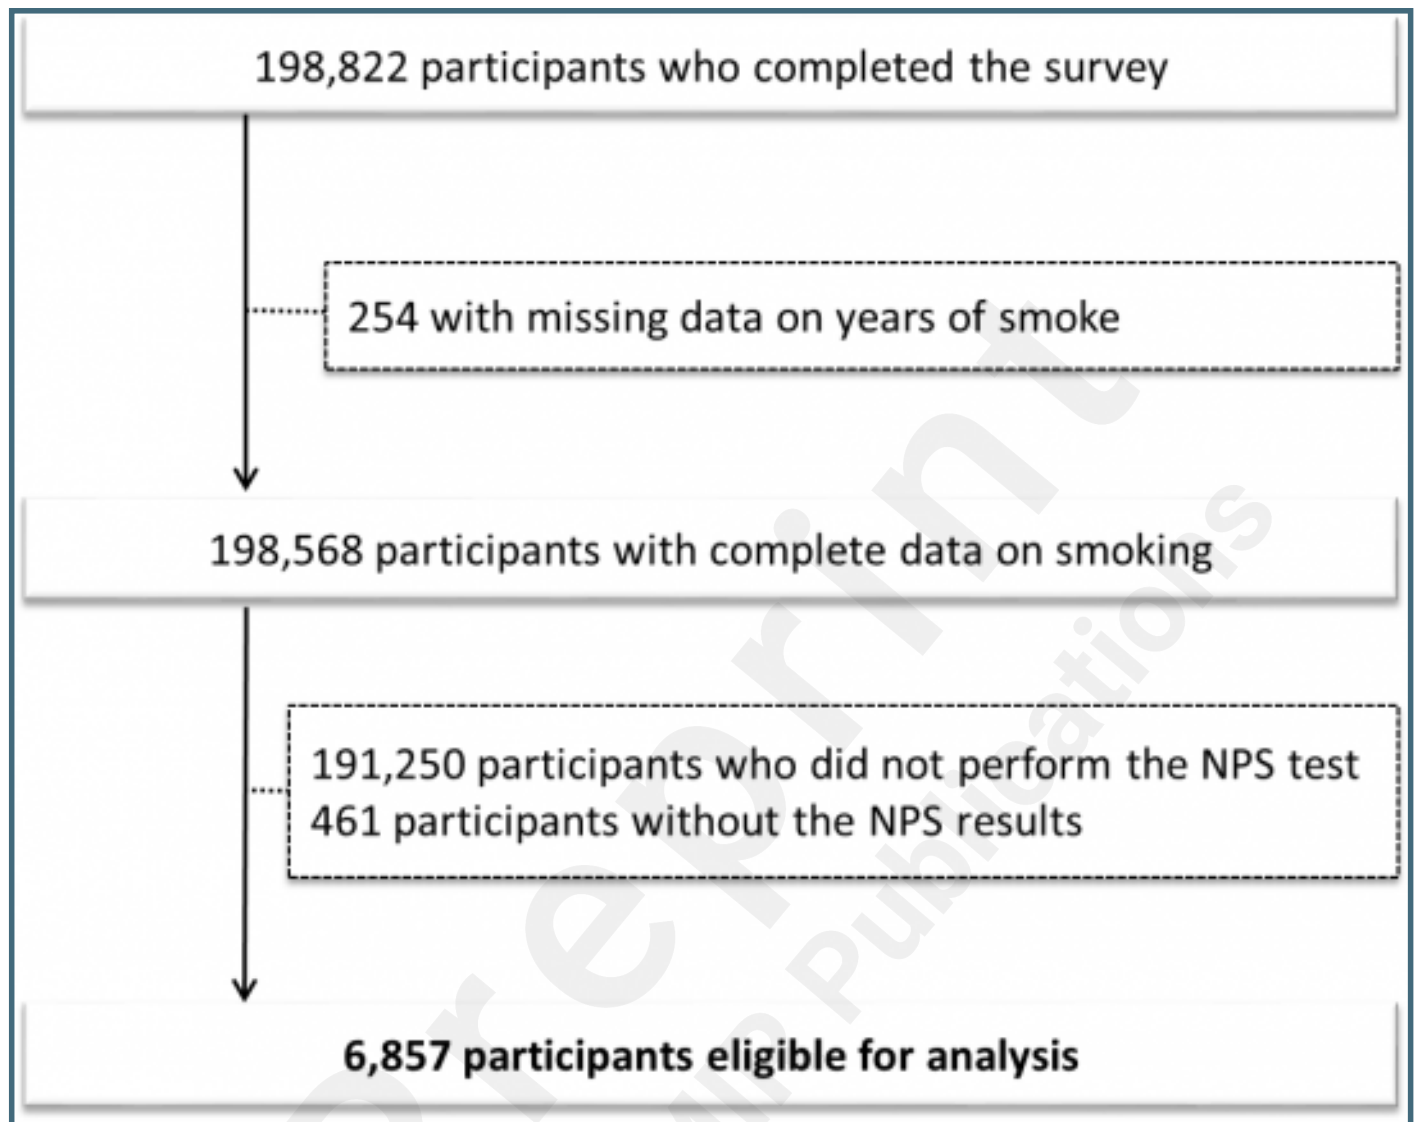 198,822 participants who completed the survey
254 with missing data on years of smoke
198,568 participants with complete data on smoking
191,250 participants who did not perform the NPS test
461 participants without the NPS results
6,857 participants eligible for analysis
Preprint
Publications